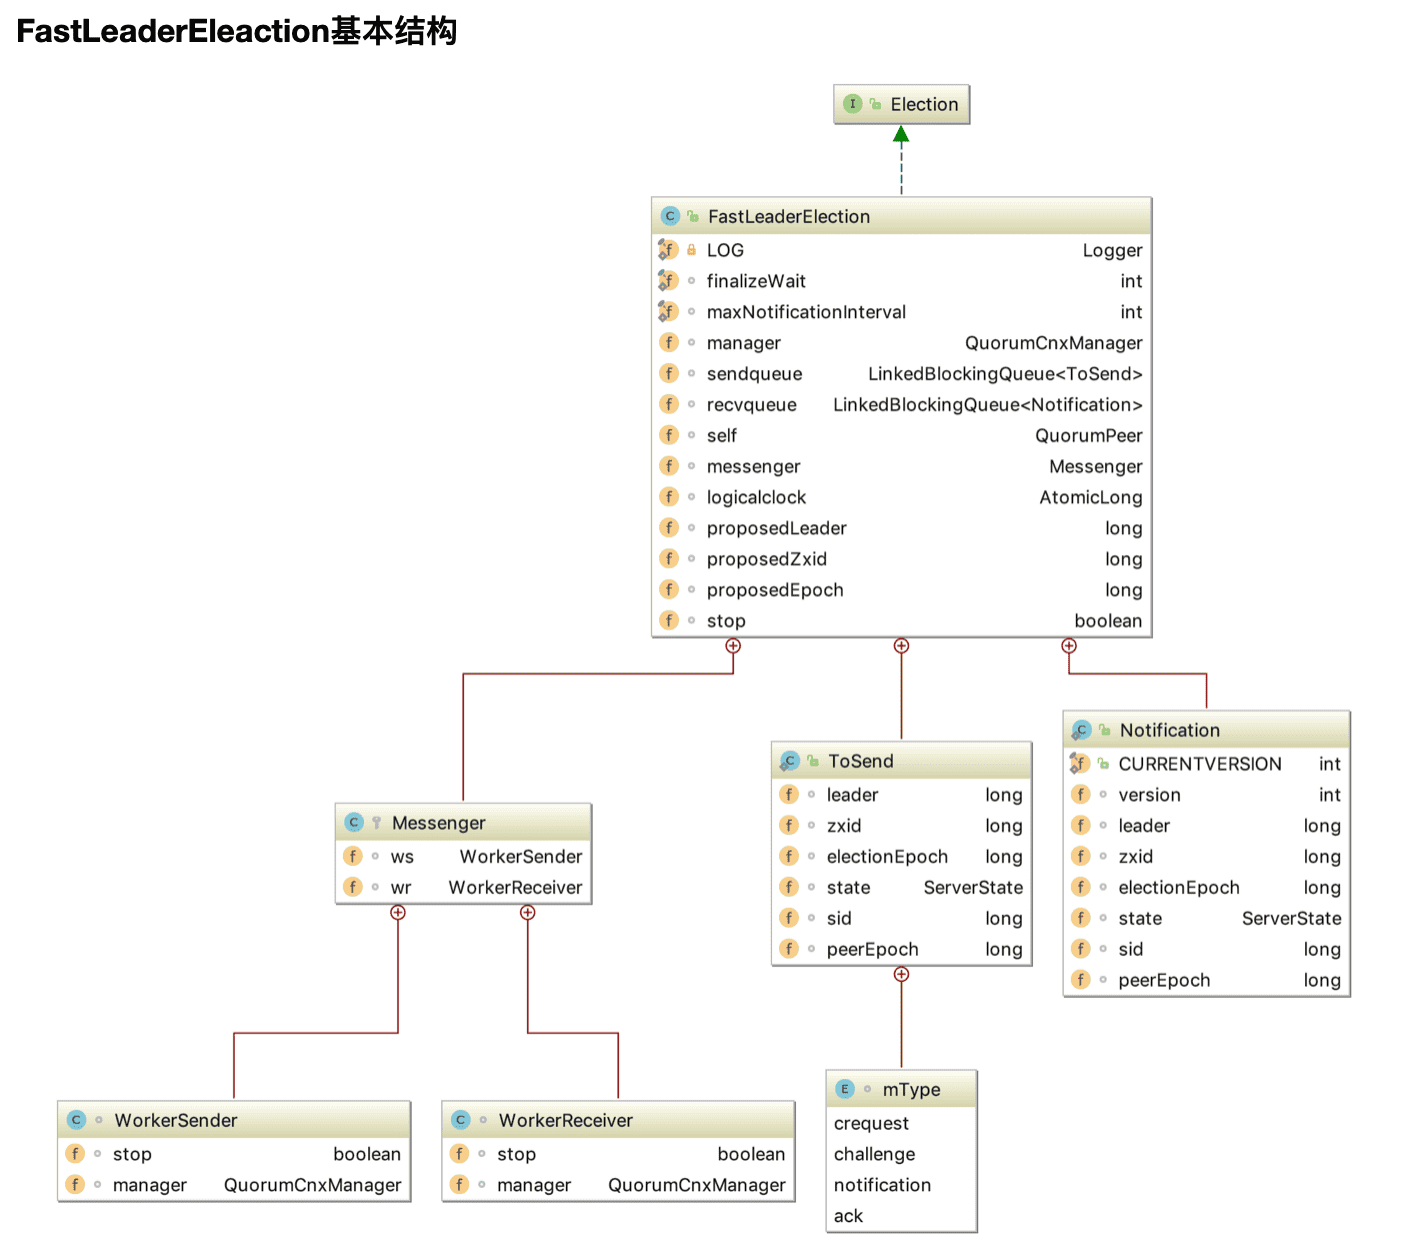 FastLeaderEleaction基本结构
I Election
C FastLeaderElection
f LOG Logger
f finalizeWait int
f maxNotificationInterval int
f manager QuorumCnxManager
f sendqueue LinkedBlockingQueue<ToSend>
f recvqueue LinkedBlockingQueue<Notification>
f self QuorumPeer
f messenger Messenger
f logicalclock AtomicLong
f proposedLeader long
f proposedZxid long
f proposedEpoch long
f stop boolean
C Messenger
f ws WorkerSender
f wr WorkerReceiver
C ToSend
f leader long
f zxid long
f electionEpoch long
f state ServerState
f sid long
f peerEpoch long
C Notification
f CURRENTVERSION int
f version int
f leader long
f zxid long
f electionEpoch long
f state ServerState
f sid long
f peerEpoch long
C WorkerSender
f stop boolean
f manager QuorumCnxManager
C WorkerReceiver
f stop boolean
f manager QuorumCnxManager
E mType
crequest
challenge
notification
ack